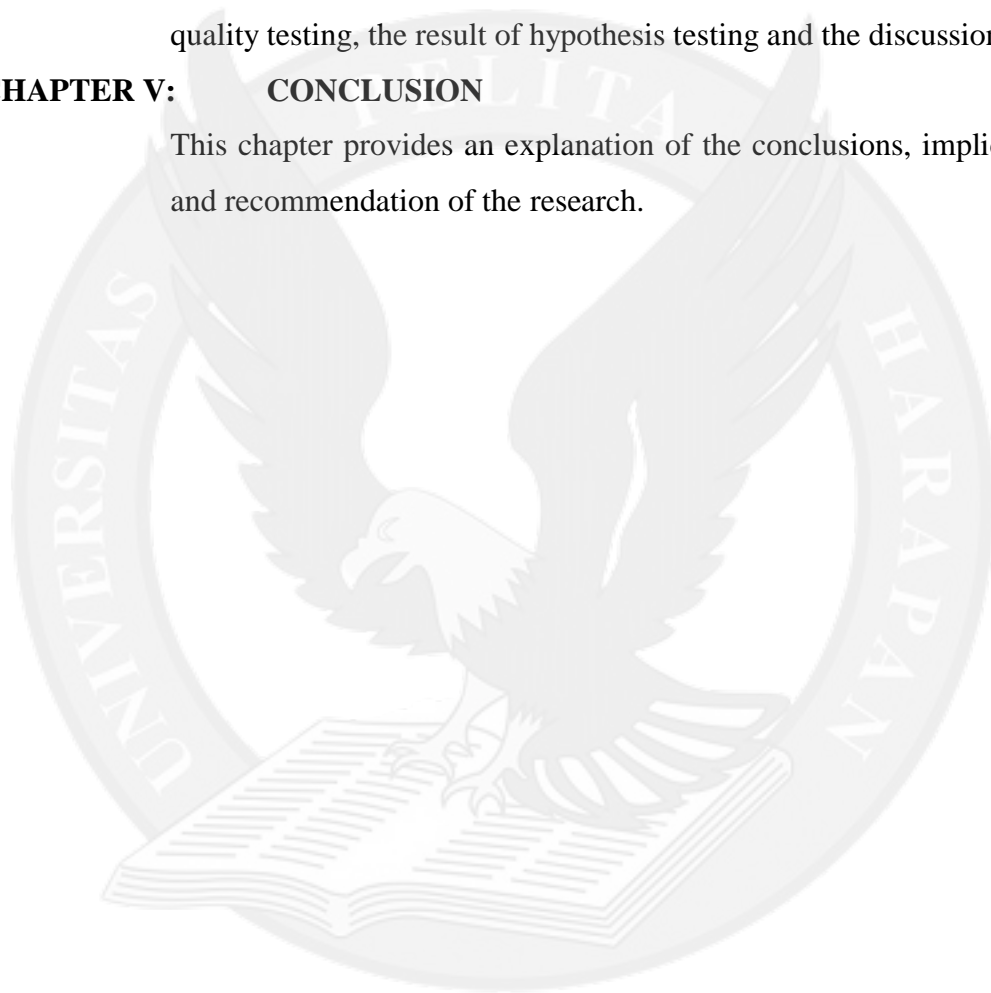 quality testing, the result of hypothesis testing and the discussion
HAPTER V: CONCLUSION
This chapter provides an explanation of the conclusions, implic
and recommendation of the research.
UNIVERSITAS PELITA HARAPAN